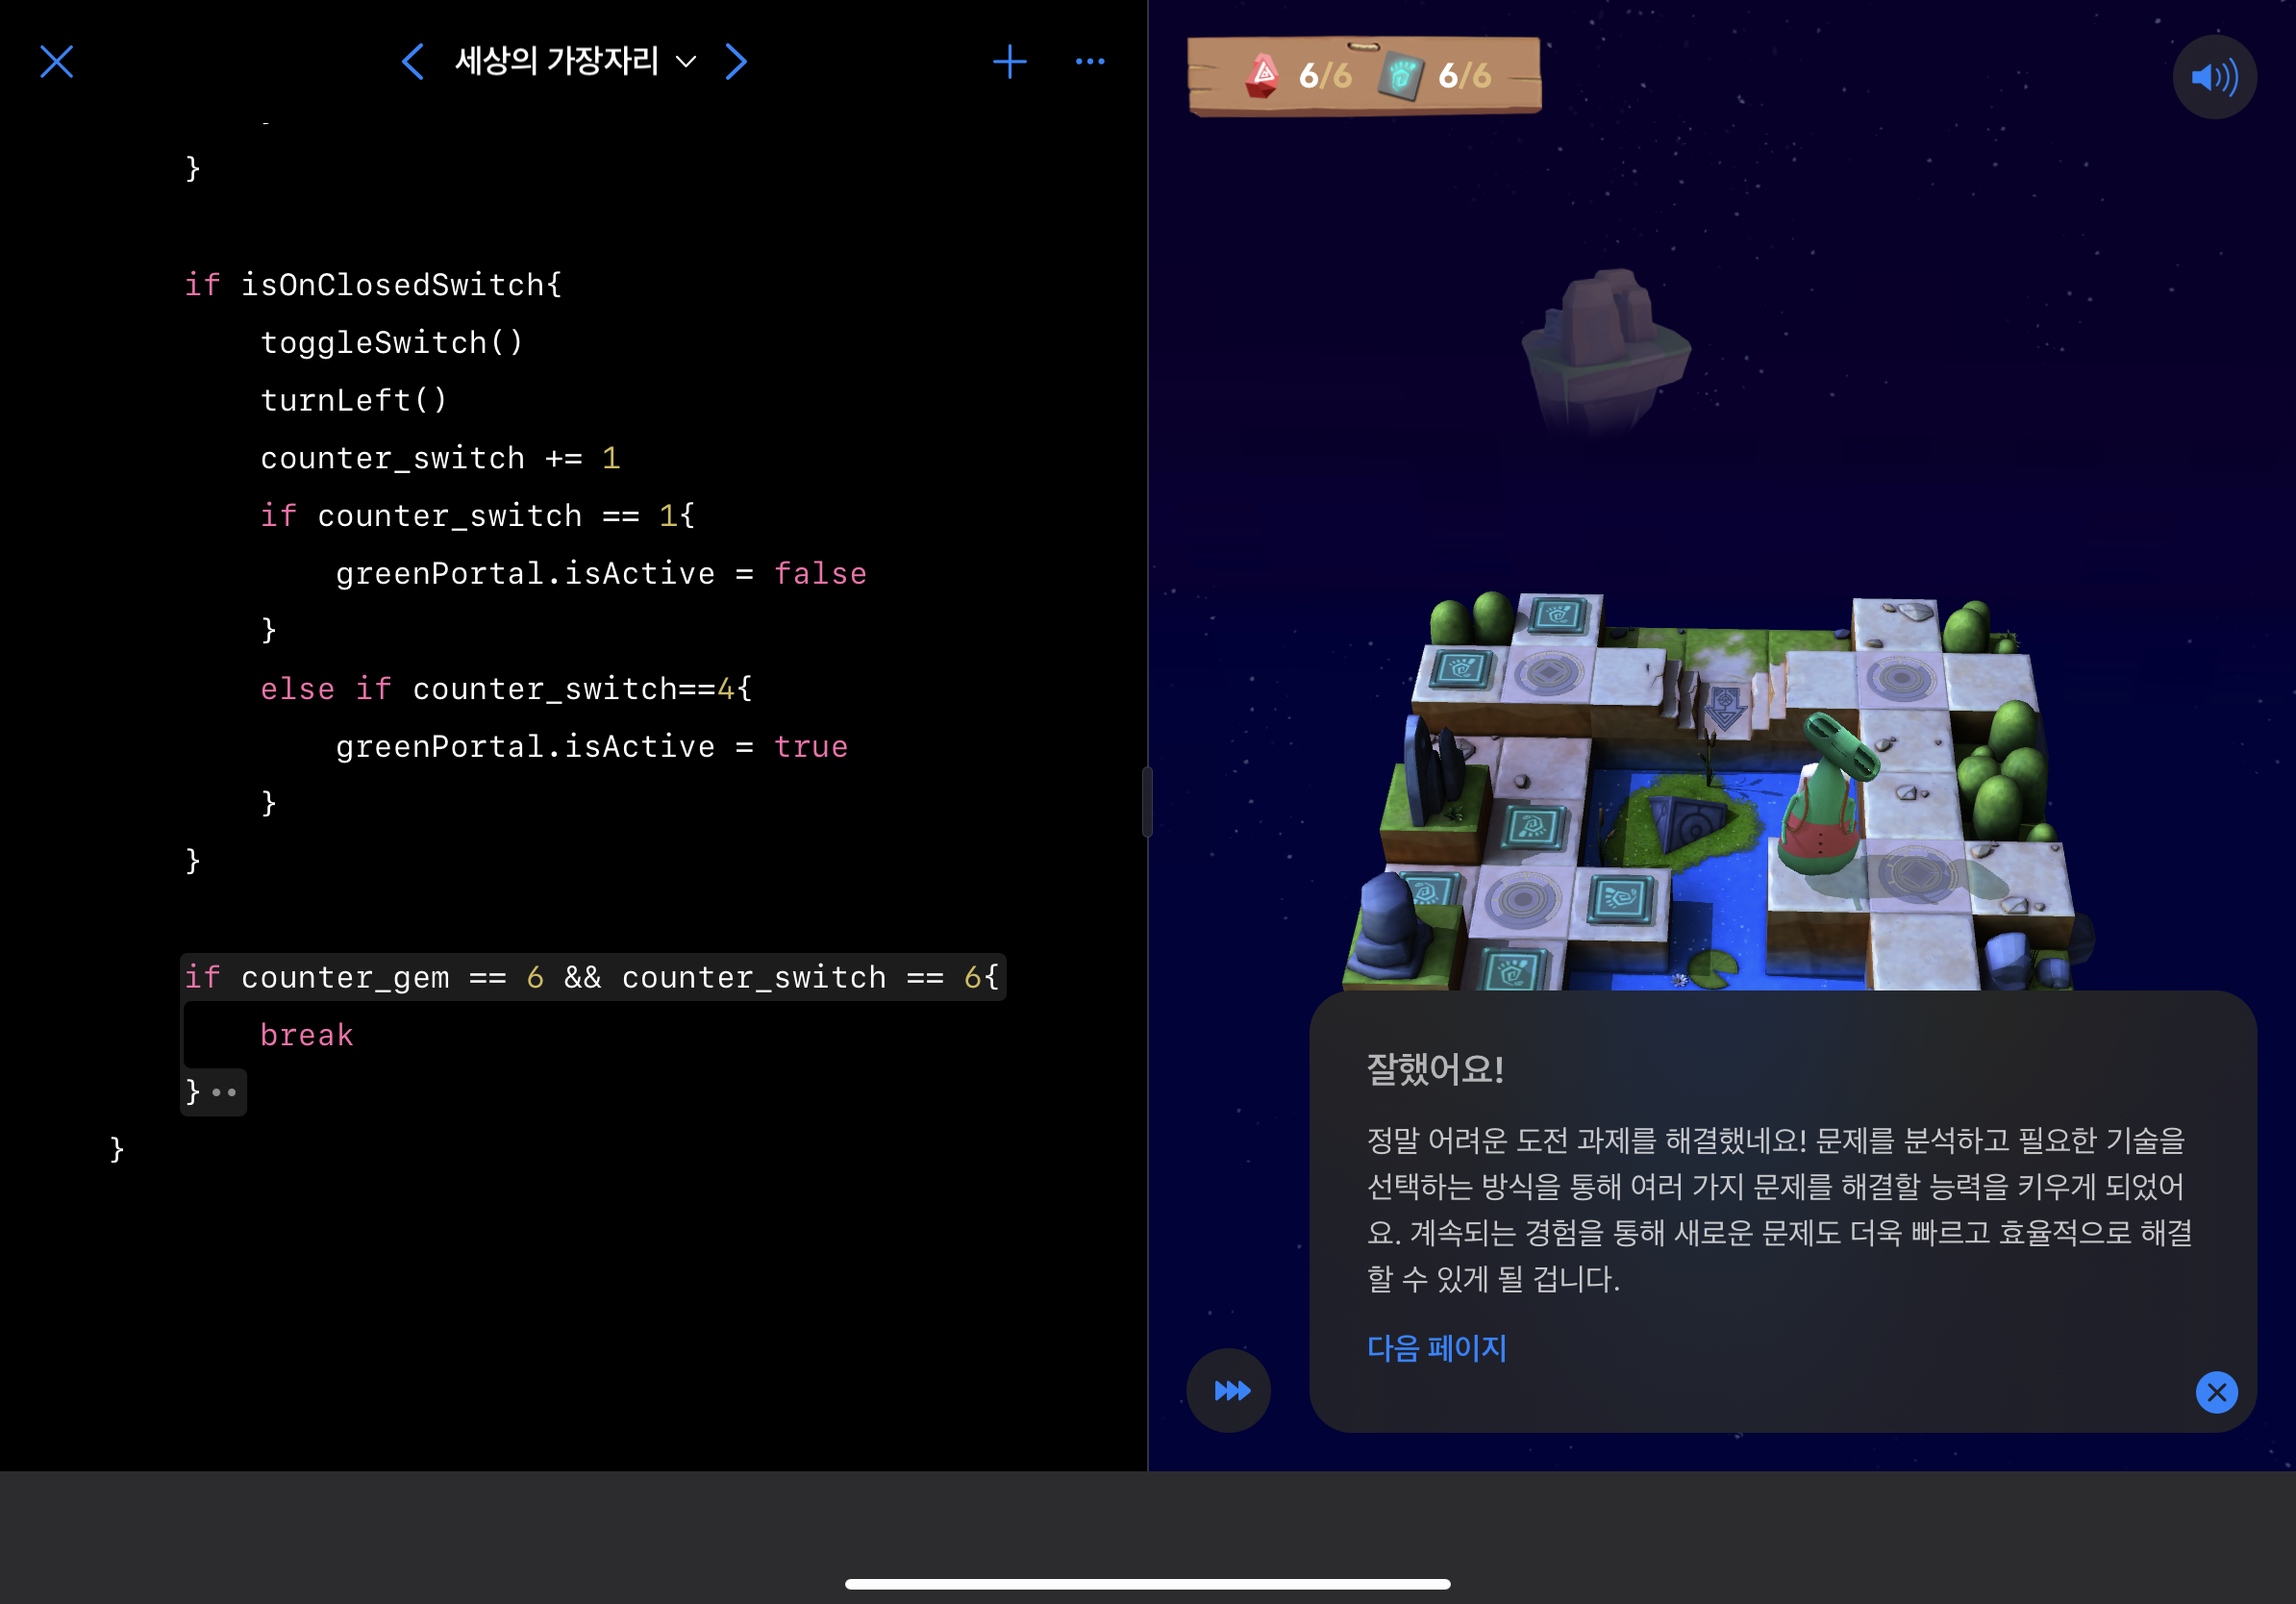 세상의 가장자리
6/6 6/6
}
if isOnClosedSwitch{
toggleSwitch()
turnLeft()
counter_switch += 1
if counter_switch == 1{
greenPortal.isActive = false
}
else if counter_switch==4{
greenPortal.isActive = true
}
}
if counter_gem == 6 && counter_switch == 6{
break
}
}
잘했어요!
정말 어려운 도전 과제를 해결했네요! 문제를 분석하고 필요한 기술을
선택하는 방식을 통해 여러 가지 문제를 해결할 능력을 키우게 되었어
요. 계속되는 경험을 통해 새로운 문제도 더욱 빠르고 효율적으로 해결
할 수 있게 될 겁니다.
다음 페이지